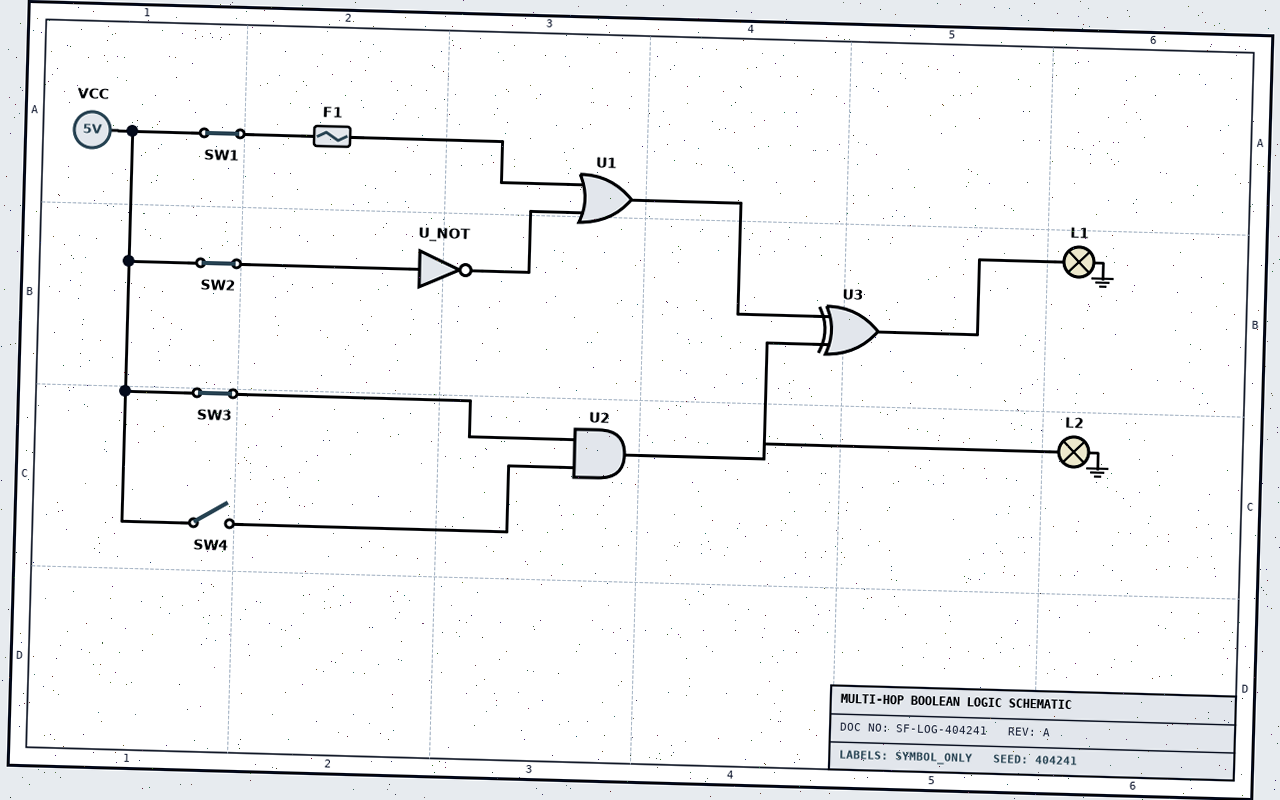 1 2 3 4 5 6
A A
VCC
5V
F1
SW1
U1
U_NOT
L1
SW2
B B
U3
SW3
U2
L2
C C
SW4
D D
MULTI-HOP BOOLEAN LOGIC SCHEMATIC
DOC NO: SF-LOG-404241 REV: A
LABELS: SYMBOL_ONLY SEED: 404241
1 2 3 4 5 6